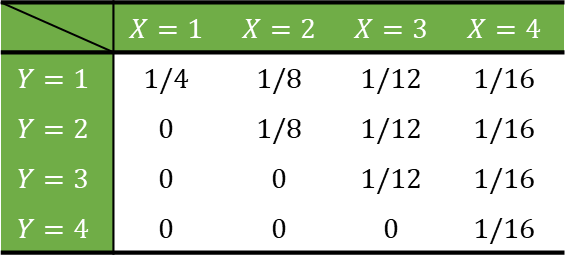 X = 1 X = 2 X = 3 X = 4
Y = 1 1/4 1/8 1/12 1/16
Y = 2 0 1/8 1/12 1/16
Y = 3 0 0 1/12 1/16
Y = 4 0 0 0 1/16